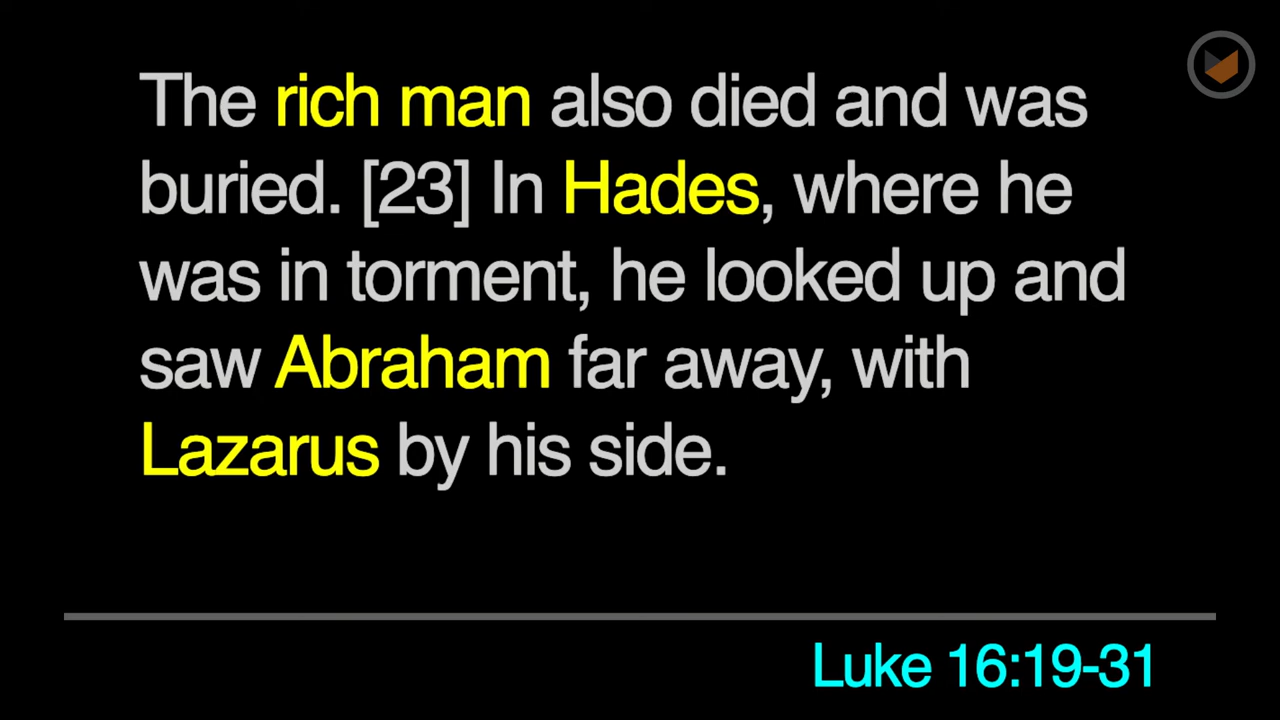 The rich man also died and was
buried. [23] In Hades, where he
was in torment, he looked up and
saw Abraham far away, with
Lazarus by his side.
Luke 16:19-31